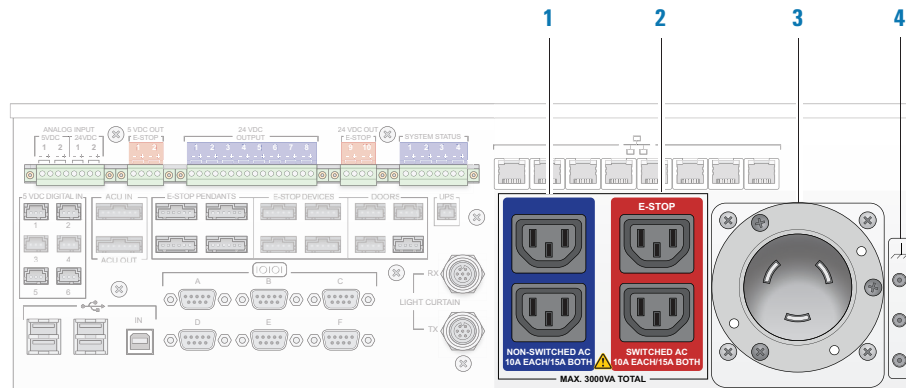 1 2 3 4
ANALOG INPUT
5VDC 24VDC
1 2 1 2
- + - +
5 VDC OUT
E-STOP
1 2
- + - +
24 VDC
OUTPUT
1 2 3 4 5 6 7 8
- + - + - + - + - + - + - + - +
24 VDC OUT
E-STOP
9 10
- + - +
SYSTEM STATUS
1 2 3 4
- + - + - + - +
5 VDC DIGITAL IN
1 2
3 4
5 6
ACU IN
ACU OUT
E-STOP PENDANTS
E-STOP DEVICES
DOORS
UPS
IOIOI
A B C
D E F
IN
RX
LIGHT CURTAIN
TX
NON-SWITCHED AC
10A EACH/15A BOTH
E-STOP
SWITCHED AC
10A EACH/15A BOTH
MAX. 3000VA TOTAL